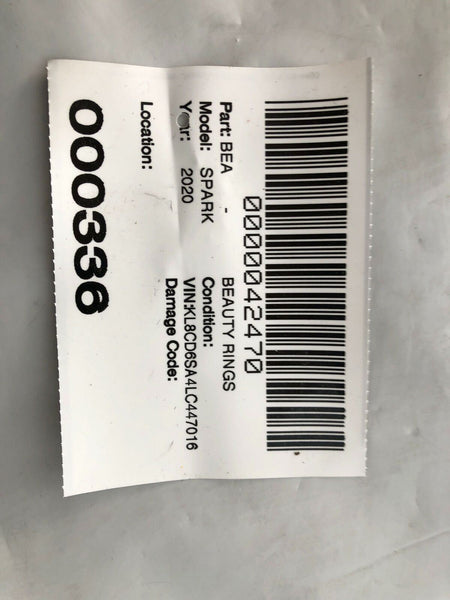 0000042470
Part: BEA - BEAUTY RINGS
Model: SPARK Condition:
Year: 2020 VIN:KL8CD6SA4LC447016
Damage Code:
Location:
000336